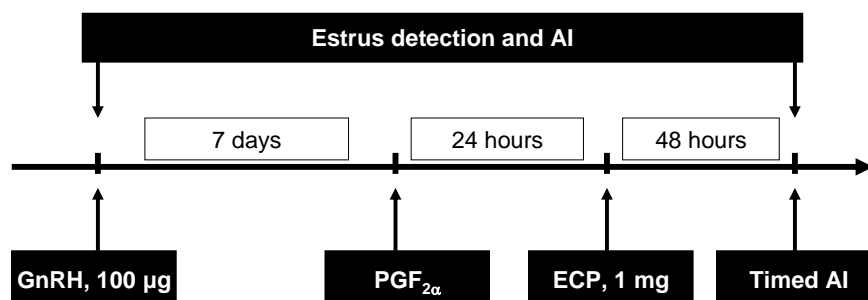 Estrus detection and AI
7 days
24 hours
48 hours
GnRH, 100 µg
PGF2α
ECP, 1 mg
Timed AI